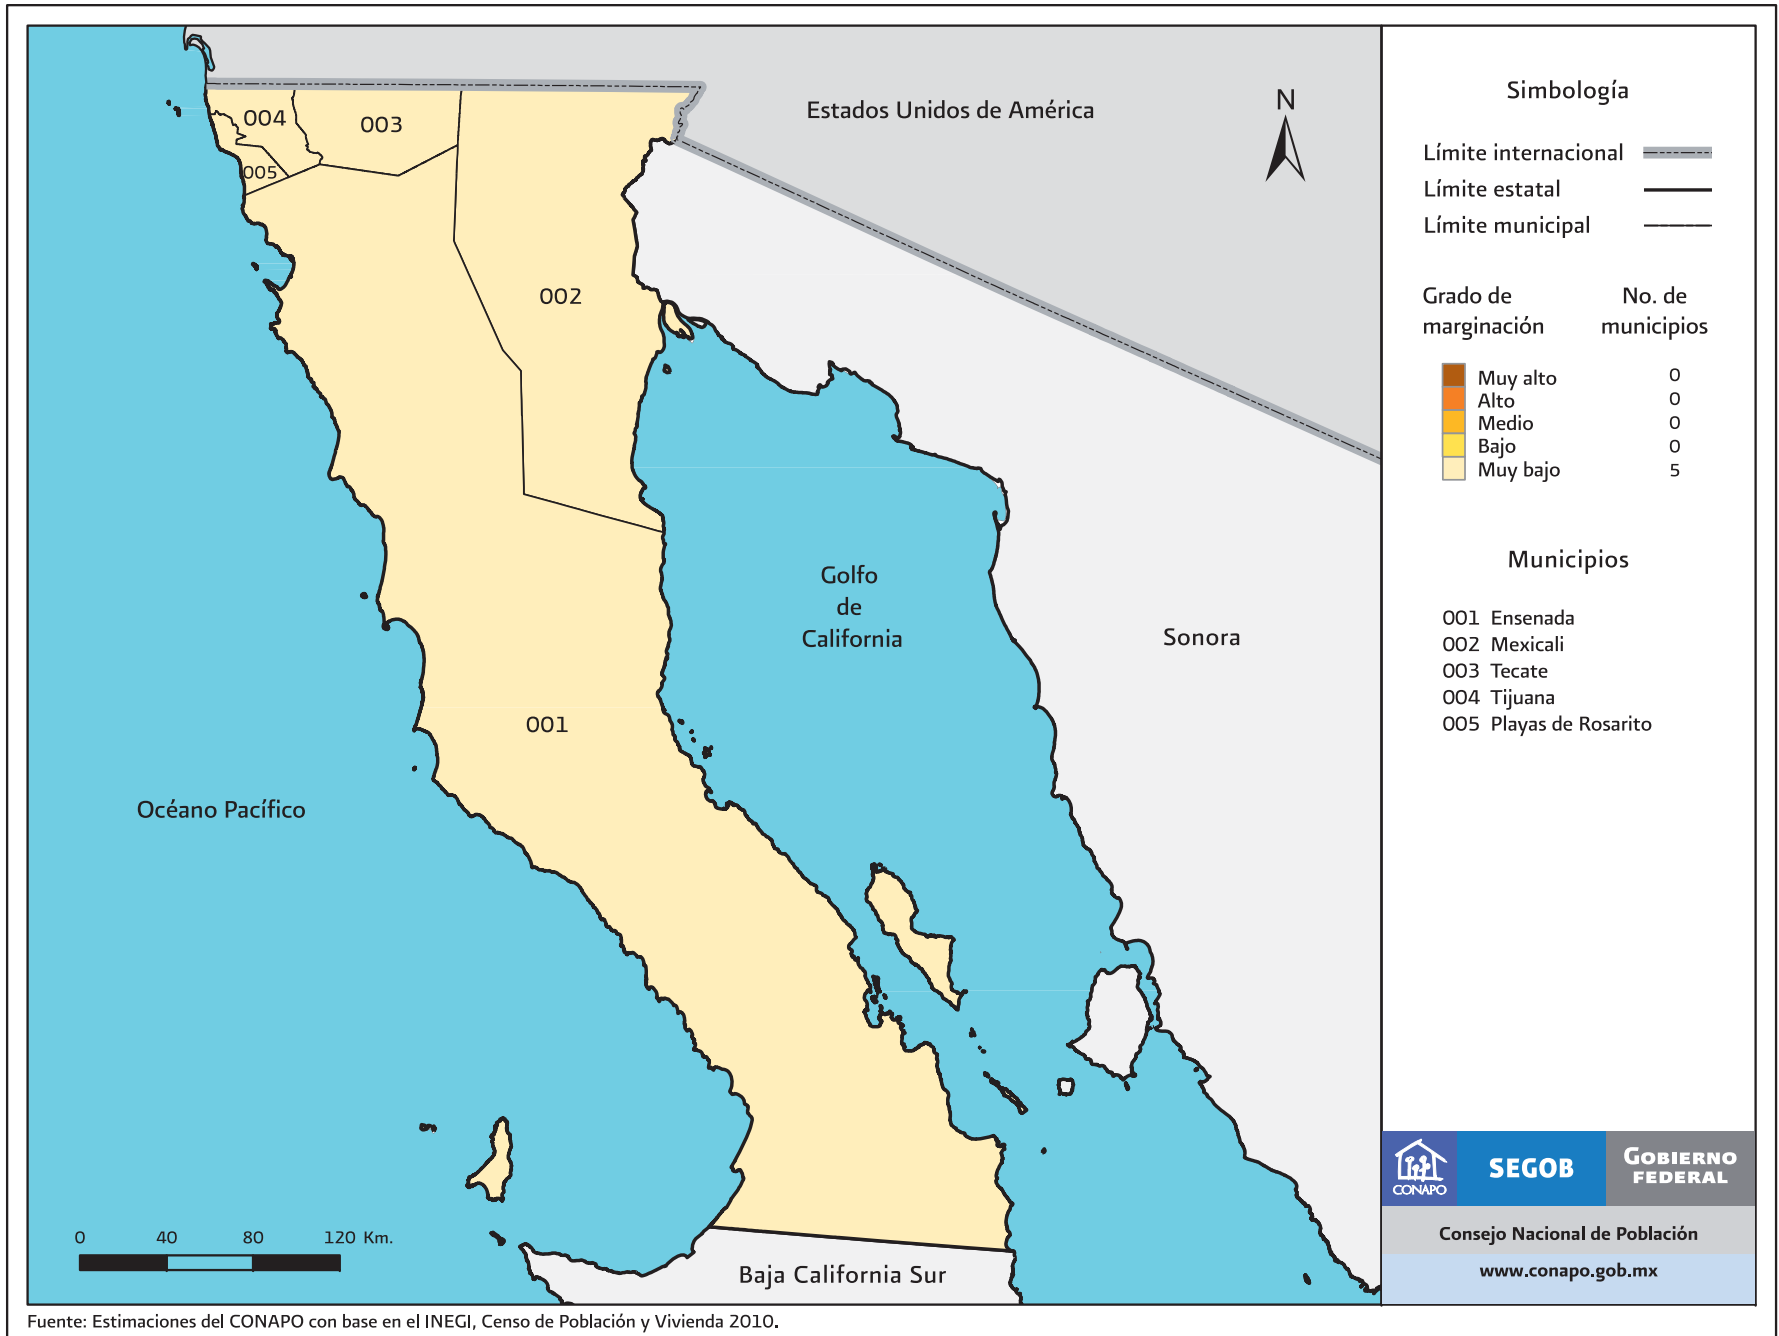 Estados Unidos de América
N
004
003
005
002
001
Golfo
de
California
Sonora
Océano Pacífico
Baja California Sur
0 40 80 120 Km.
Simbología
Límite internacional
Límite estatal
Límite municipal
Grado de marginación
No. de municipios
Muy alto 0
Alto 0
Medio 0
Bajo 0
Muy bajo 5
Municipios
001 Ensenada
002 Mexicali
003 Tecate
004 Tijuana
005 Playas de Rosarito
CONAPO
SEGOB
GOBIERNO
FEDERAL
Consejo Nacional de Población
www.conapo.gob.mx
Fuente: Estimaciones del CONAPO con base en el INEGI, Censo de Población y Vivienda 2010.